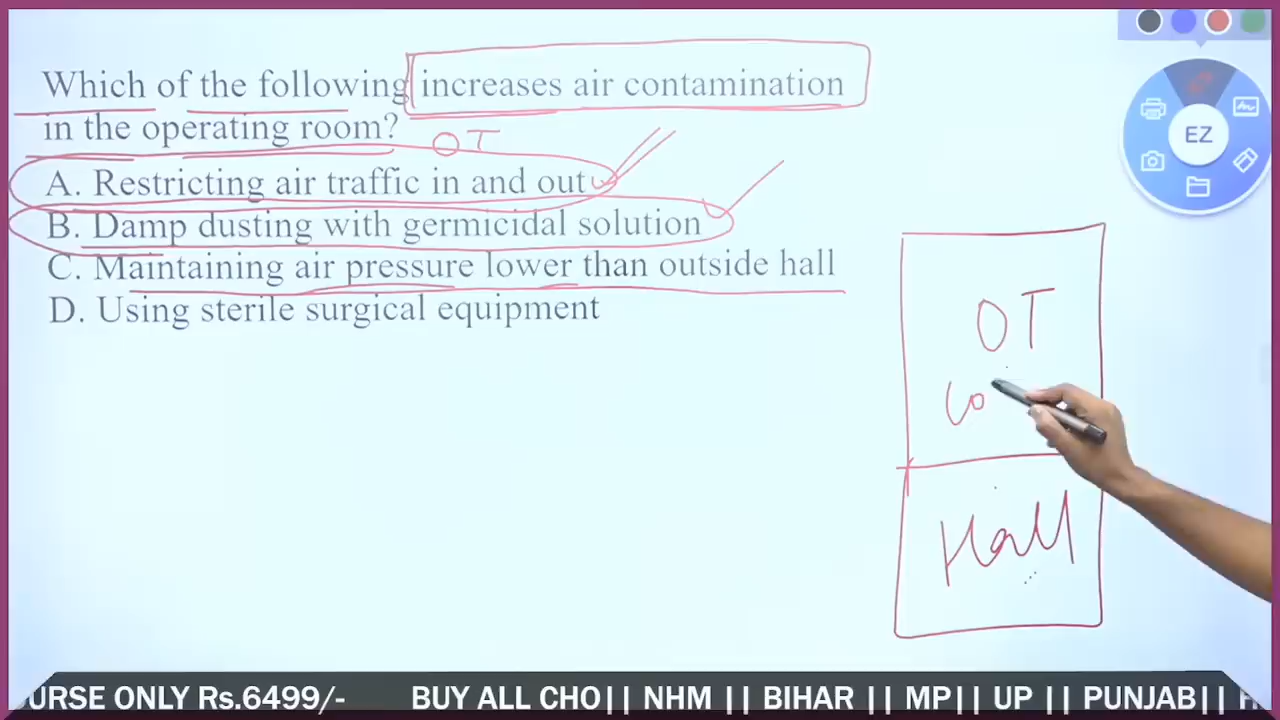 Which of the following increases air contamination
in the operating room?
OT
A. Restricting air traffic in and out
B. Damp dusting with germicidal solution
C. Maintaining air pressure lower than outside hall
D. Using sterile surgical equipment
EZ
OT
Lo
Hall
URSE ONLY Rs.6499/- BUY ALL CHO|| NHM || BIHAR || MP|| UP || PUNJAB||